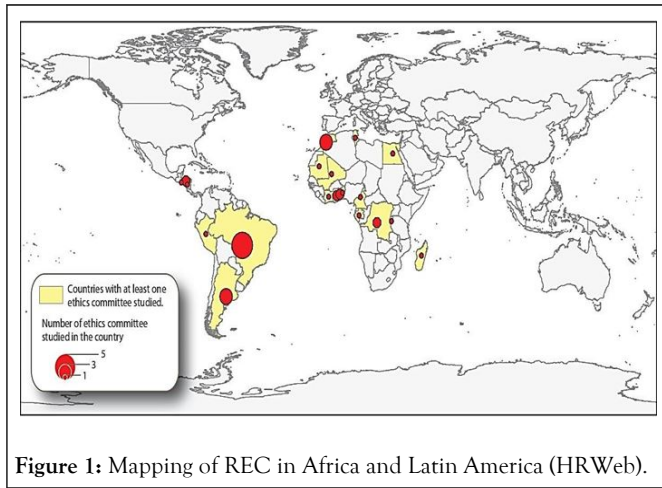 Countries with at least one
ethics committee studied.
Number of ethics committee
studied in the country
5
3
1
Figure 1: Mapping of REC in Africa and Latin America (HRWeb).